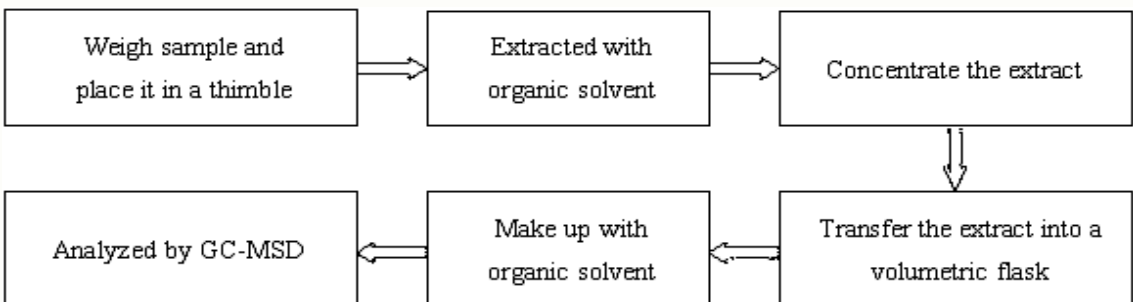 Weigh sample and
place it in a thimble
Extracted with
organic solvent
Concentrate the extract
Transfer the extract into a
volumetric flask
Make up with
organic solvent
Analyzed by GC-MSD